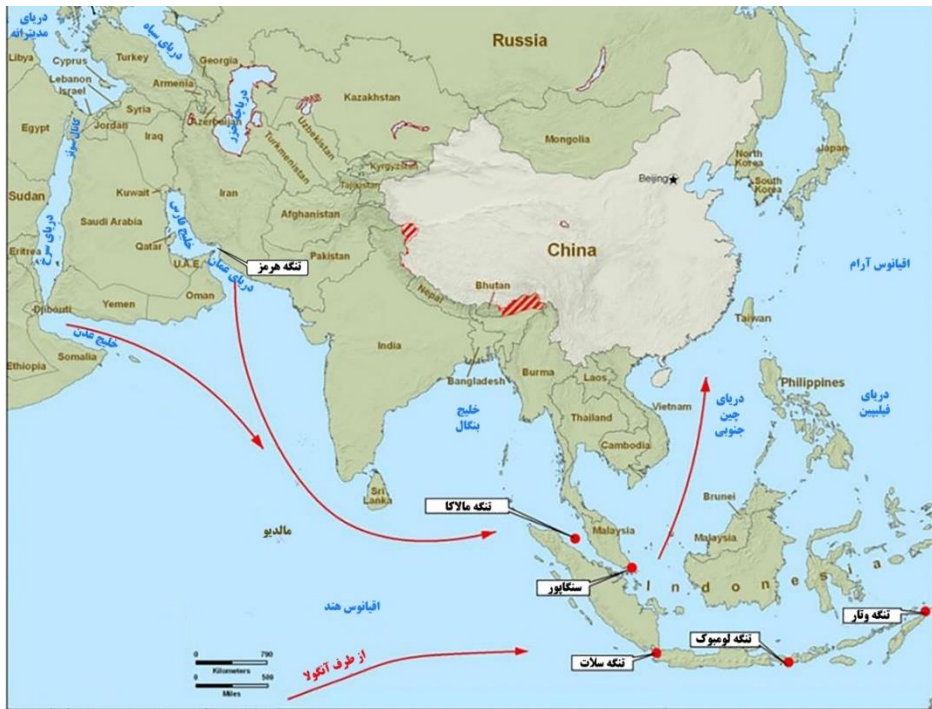 دریای
مدیترانه
دریای سیاه
Russia
Libya
Cyprus
Turkey
Georgia
Lebanon
Israel
Armenia
Azerbaijan
دریاچه خزر
Kazakhstan
Mongolia
Syria
Uzbekistan
Turkmenistan
Kyrgyzstan
Tajikistan
Beijing
North
Korea
South
Korea
Japan
Egypt
کانال سوئز
Jordan
Iraq
Iran
Afghanistan
Kuwait
خلیج فارس
Sudan
Saudi Arabia
دریای سرخ
Qatar
U.A.E.
تنگه هرمز
Pakistan
China
اقیانوس آرام
Eritrea
Yemen
Oman
دریای عمان
Nepal
Bhutan
Djibouti
خلیج عدن
Taiwan
India
Bangladesh
Burma
Laos
Ethiopia
Somalia
Vietnam
Philippines
دریای
چین
جنوبی
دریای
فیلیپین
خلیج
بنگال
Thailand
Cambodia
Sri
Lanka
Brunei
تنگه مالاکا
Malaysia
Malaysia
مالدیو
سنگاپور
Indonesia
اقیانوس هند
تنگه وتار
تنگه لومبوک
تنگه سلات
از طرف آنگولا
0 790
Kilometers
0 500
Miles